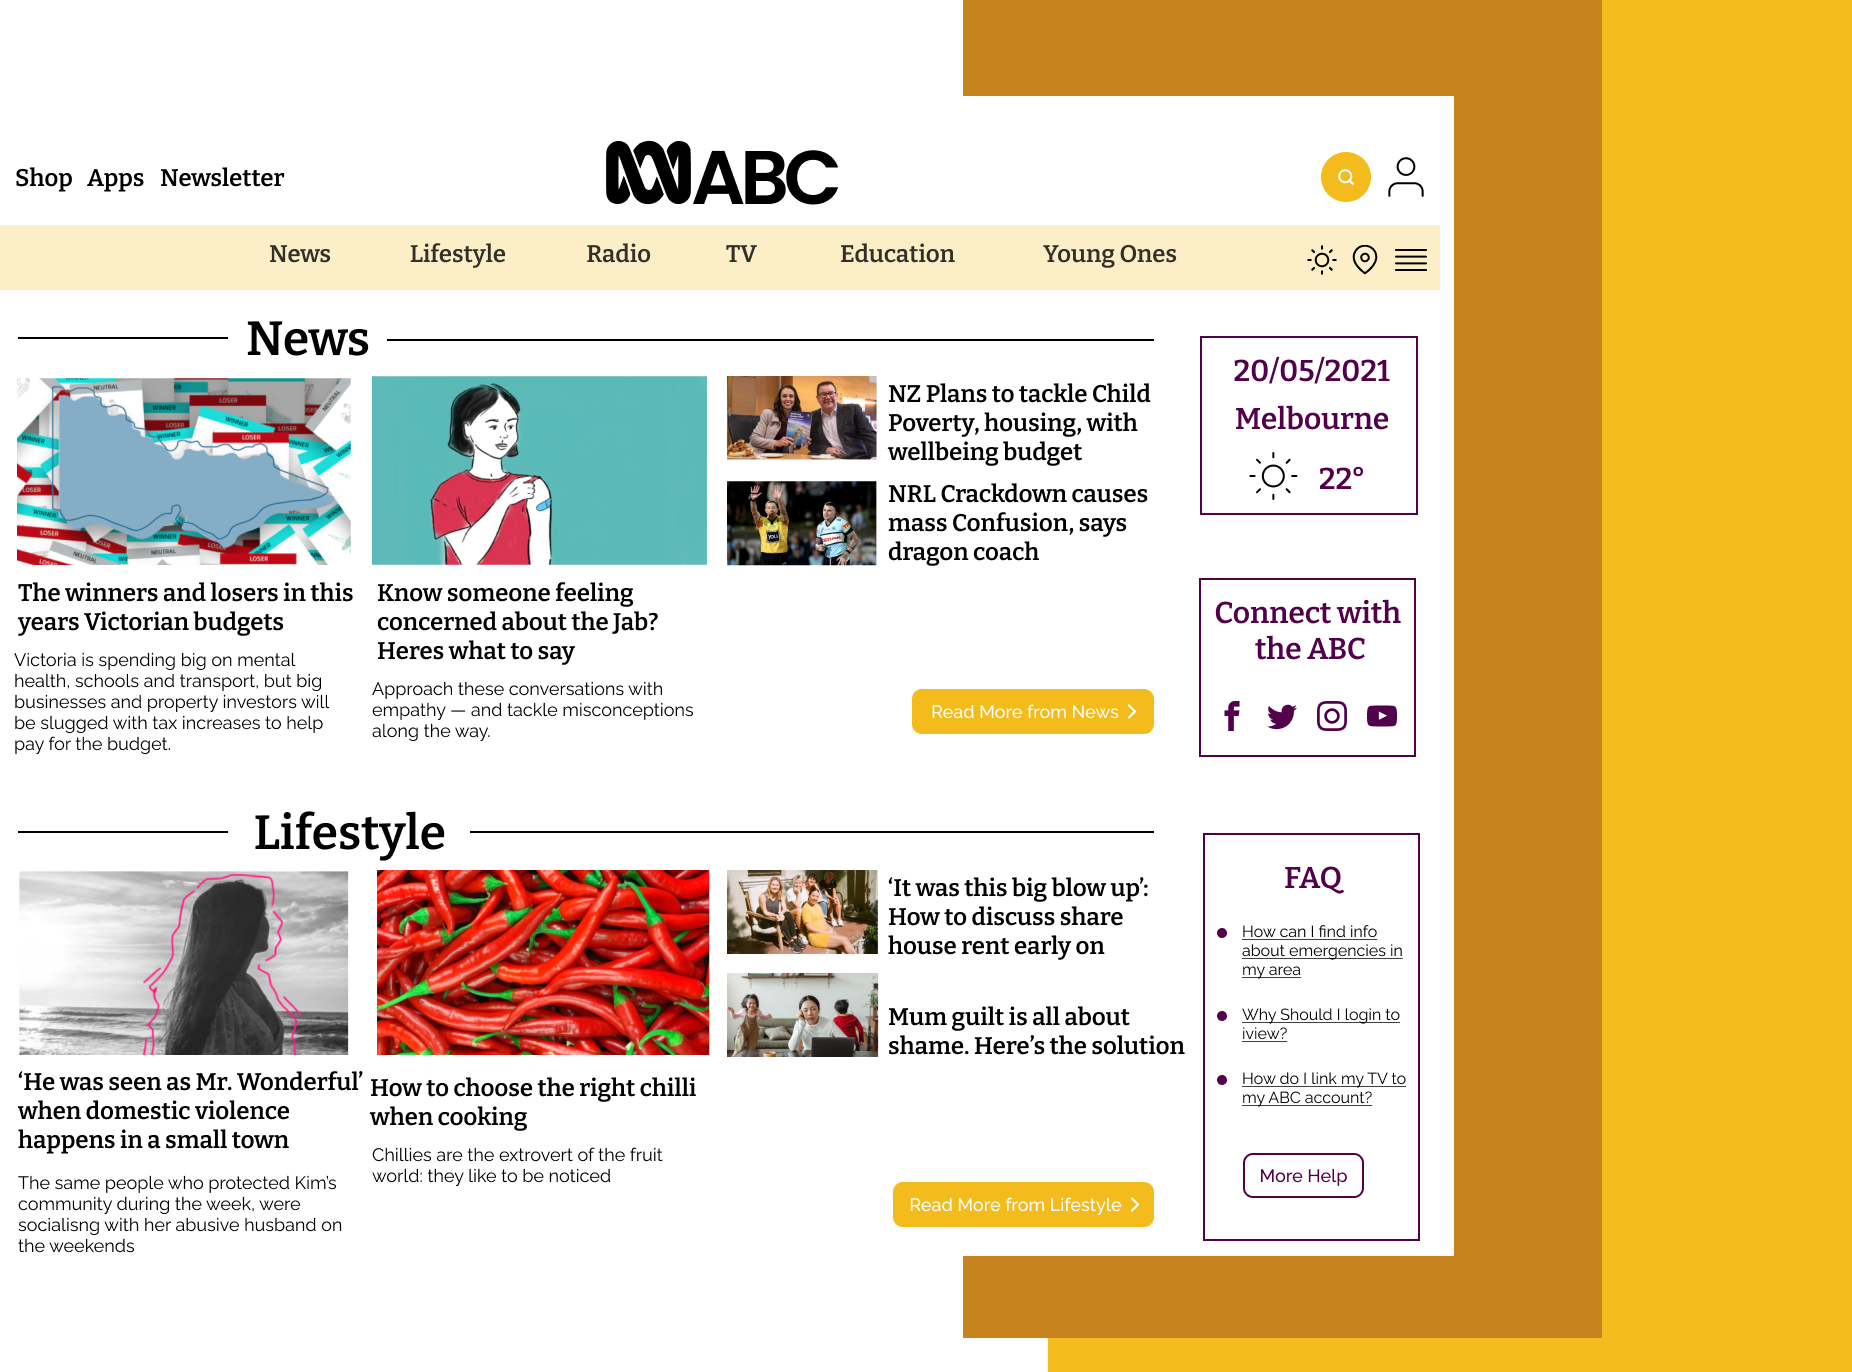 Shop Apps Newsletter
ABC
News Lifestyle Radio TV Education Young Ones
News
WINNER
LOSER
NEUTRAL
The winners and losers in this
years Victorian budgets
Victoria is spending big on mental
health, schools and transport, but big
businesses and property investors will
be slugged with tax increases to help
pay for the budget.
Know someone feeling
concerned about the Jab?
Heres what to say
Approach these conversations with
empathy — and tackle misconceptions
along the way.
NZ Plans to tackle Child
Poverty, housing, with
wellbeing budget
NRL Crackdown causes
mass Confusion, says
dragon coach
Read More from News
20/05/2021
Melbourne
22°
Connect with
the ABC
Lifestyle
‘He was seen as Mr. Wonderful’
when domestic violence
happens in a small town
The same people who protected Kim’s
community during the week, were
socialisng with her abusive husband on
the weekends
How to choose the right chilli
when cooking
Chillies are the extrovert of the fruit
world: they like to be noticed
‘It was this big blow up’:
How to discuss share
house rent early on
Mum guilt is all about
shame. Here’s the solution
Read More from Lifestyle
FAQ
How can I find info
about emergencies in
my area
Why Should I login to
iview?
How do I link my TV to
my ABC account?
More Help